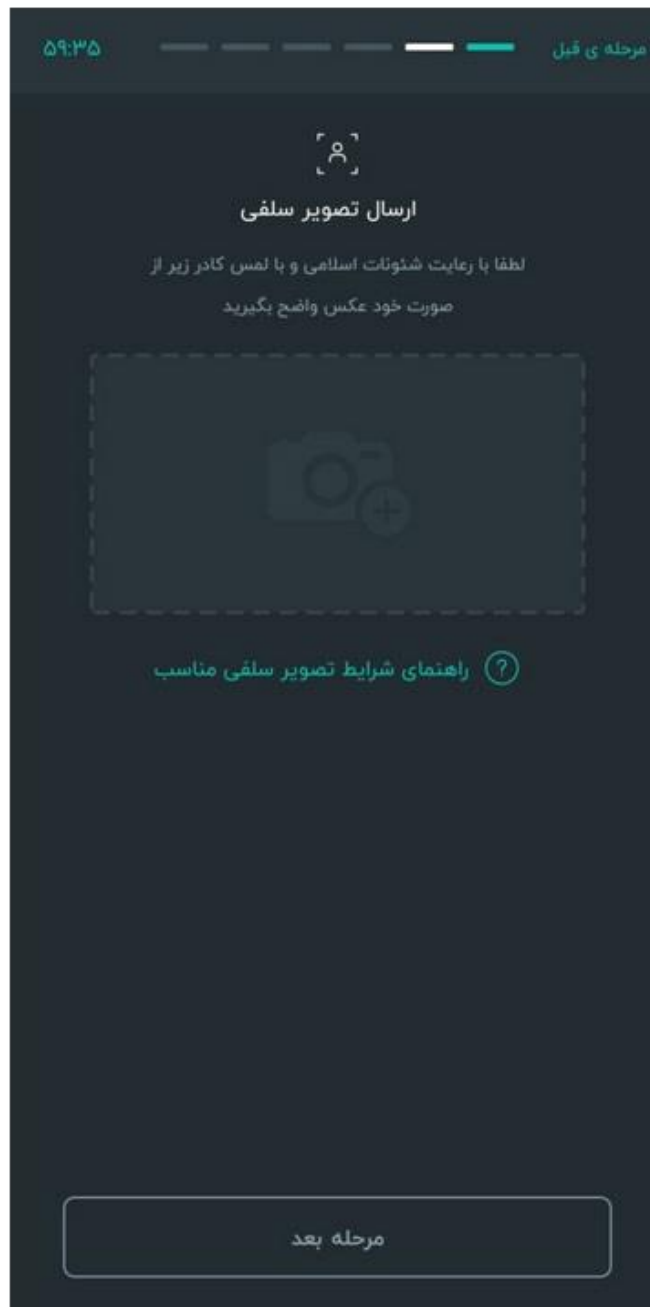 مرحله ی قبل
۵۹:۳۵
ارسال تصویر سلفی
لطفا با رعایت شئونات اسلامی و با لمس کادر زیر از
صورت خود عکس واضح بگیرید
راهنمای شرایط تصویر سلفی مناسب
مرحله بعد